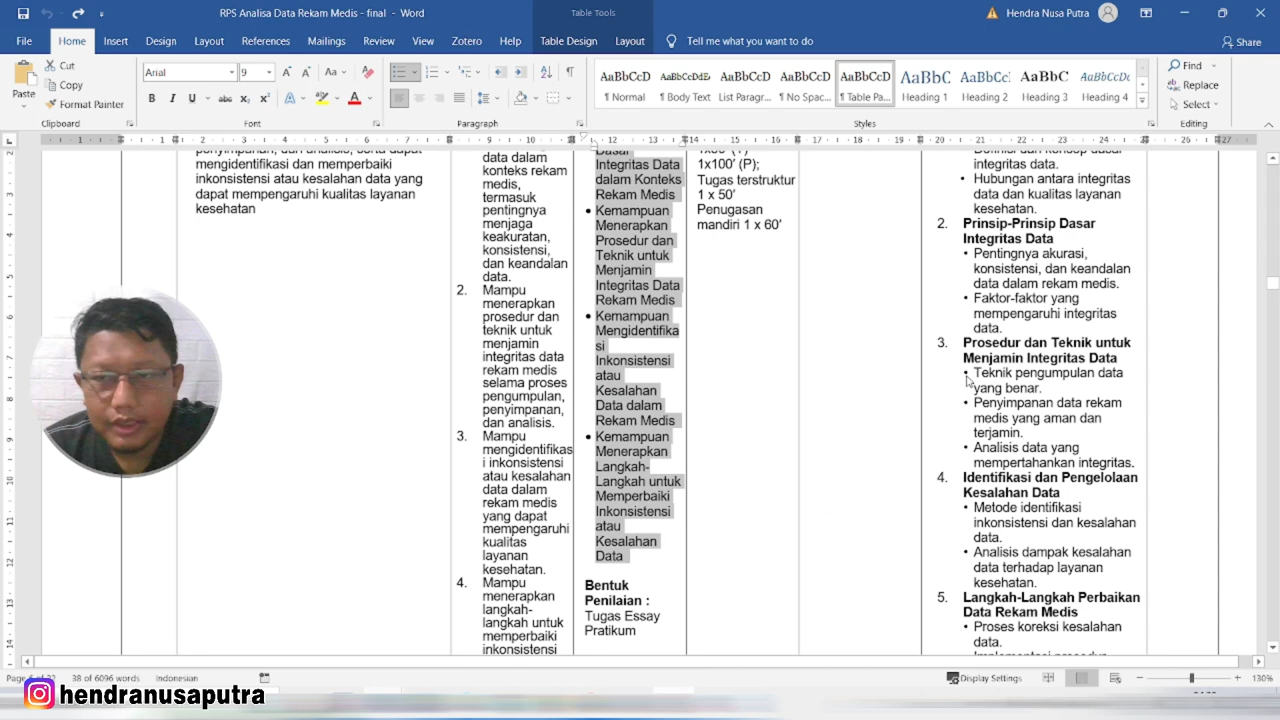 RPS Analisa Data Rekam Medis - final - Word
Table Tools
Hendra Nusa Putra
File
Home
Insert
Design
Layout
References
Mailings
Review
View
Zotero
Help
Table Design
Layout
Tell me what you want to do
Share
Paste
Cut
Copy
Format Painter
Clipboard
Arial
9
Font
Paragraph
AaBbCcD
¶ Normal
AaBbCcDdE
¶ Body Text
AaBbCcD
List Paragr...
AaBbCcD
¶ No Spac...
AaBbCcD
¶ Table Pa...
AaBbC
Heading 1
AaBbCc
Heading 2
AaBbC
Heading 3
AaBbCcDc
Heading 4
Styles
Find
Replace
Select
Editing
mengidentifikasi dan memperbaiki
inkonsistensi atau kesalahan data yang
dapat mempengaruhi kualitas layanan
kesehatan
data dalam
konteks rekam
medis,
termasuk
pentingnya
menjaga
keakuratan,
konsistensi,
dan keandalan
data.
2. Mampu
menerapkan
prosedur dan
teknik untuk
menjamin
integritas data
rekam medis
selama proses
pengumpulan,
penyimpanan,
dan analisis.
3. Mampu
mengidentifikas
i inkonsistensi
atau kesalahan
data dalam
rekam medis
yang dapat
mempengaruhi
kualitas
layanan
kesehatan.
4. Mampu
menerapkan
langkah-
langkah untuk
memperbaiki
inkonsistensi
Dasar
Integritas Data
dalam Konteks
Rekam Medis
• Kemampuan
Menerapkan
Prosedur dan
Teknik untuk
Menjamin
Integritas Data
Rekam Medis
• Kemampuan
Mengidentifika
si
Inkonsistensi
atau
Kesalahan
Data dalam
Rekam Medis
• Kemampuan
Menerapkan
Langkah-
Langkah untuk
Memperbaiki
Inkonsistensi
atau
Kesalahan
Data
Bentuk
Penilaian :
Tugas Essay
Pratikum
1x100' (P);
Tugas terstruktur
1 x 50'
Penugasan
mandiri 1 x 60'
integritas data.
• Hubungan antara integritas
data dan kualitas layanan
kesehatan.
2. Prinsip-Prinsip Dasar
Integritas Data
• Pentingnya akurasi,
konsistensi, dan keandalan
data dalam rekam medis.
• Faktor-faktor yang
mempengaruhi integritas
data.
3. Prosedur dan Teknik untuk
Menjamin Integritas Data
• Teknik pengumpulan data
yang benar.
• Penyimpanan data rekam
medis yang aman dan
terjamin.
• Analisis data yang
mempertahankan integritas.
4. Identifikasi dan Pengelolaan
Kesalahan Data
• Metode identifikasi
inkonsistensi dan kesalahan
data.
• Analisis dampak kesalahan
data terhadap layanan
kesehatan.
5. Langkah-Langkah Perbaikan
Data Rekam Medis
• Proses koreksi kesalahan
data.
38 of 6096 words
Indonesian
Display Settings
130%
hendranusaputra